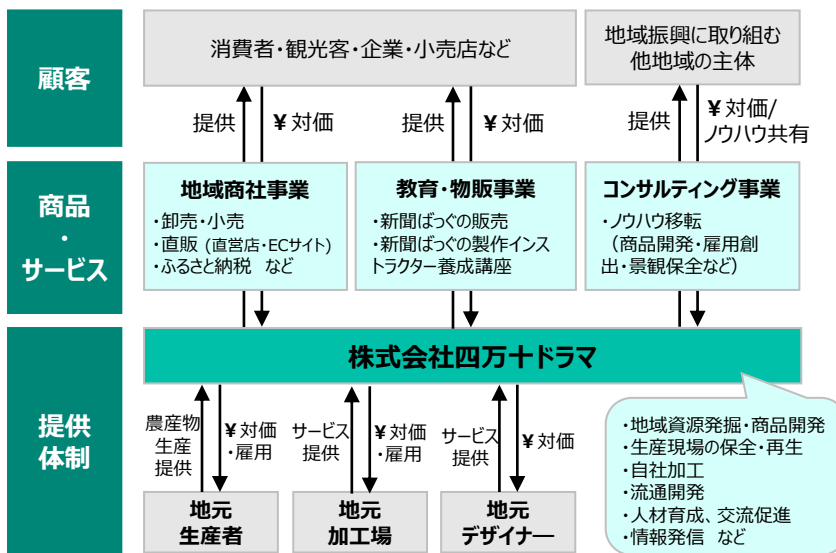 顧客
消費者・観光客・企業・小売店など
地域振興に取り組む
他地域の主体
提供
¥ 対価
提供
¥ 対価
提供
¥ 対価/
ノウハウ共有
商品
・
サービス
地域商社事業
・卸売・小売
・直販 (直営店・ECサイト)
・ふるさと納税 など
教育・物販事業
・新聞ばっぐの販売
・新聞ばっぐの製作インス
トラクター養成講座
コンサルティング事業
・ノウハウ移転
(商品開発・雇用創
出・景観保全など)
株式会社四万十ドラマ
提供
体制
農産物
生産
提供
¥ 対価
・雇用
サービス
提供
¥ 対価
・雇用
サービス
提供
¥ 対価
地元
生産者
地元
加工場
地元
デザイナー
・地域資源発掘・商品開発
・生産現場の保全・再生
・自社加工
・流通開発
・人材育成、交流促進
・情報発信 など